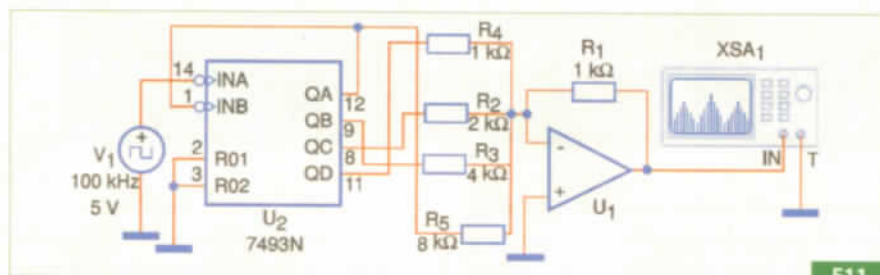 R4
1 kΩ
R1
1 kΩ
XSA1
14
INA
1
INB
QA
12
QB
9
QC
8
QD
11
R2
2 kΩ
R3
4 kΩ
R5
8 kΩ
V1
100 kHz
5 V
2
R01
3
R02
U2
7493N
-
+
U1
IN
T
511